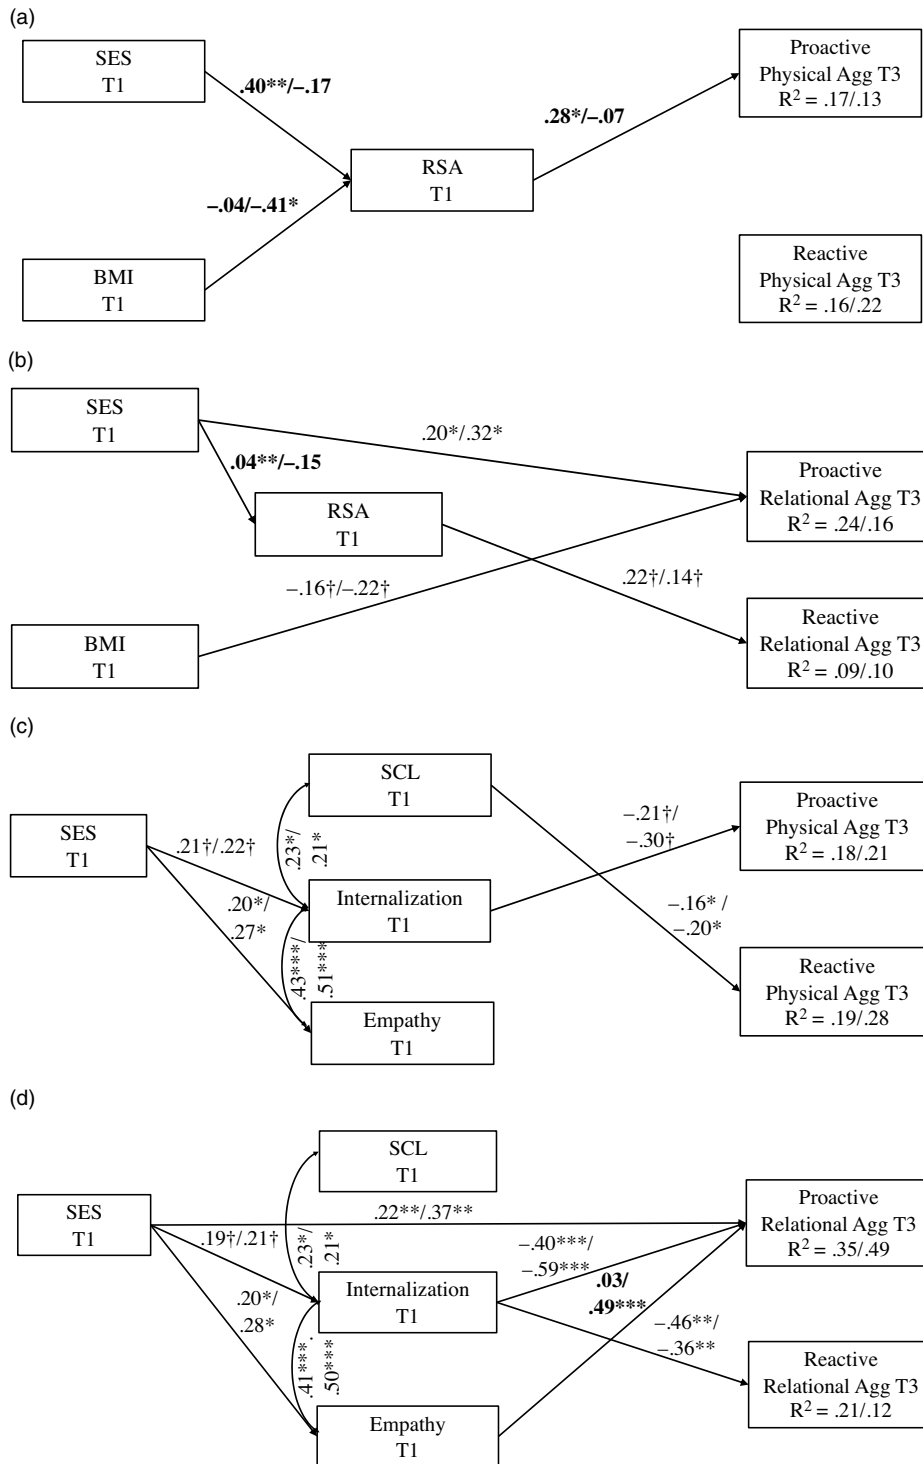 (a)
SES
T1
.40**/–.17
Proactive
Physical Agg T3
R² = .17/.13
.28*/–.07
RSA
T1
–.04/–.41*
BMI
T1
Reactive
Physical Agg T3
R² = .16/.22
(b)
SES
T1
.20*/.32*
.04**/–.15
Proactive
Relational Agg T3
R² = .24/.16
RSA
T1
–.16†/–.22†
.22†/.14†
BMI
T1
Reactive
Relational Agg T3
R² = .09/.10
(c)
SCL
T1
SES
T1
.21†/.22†
.23*/
.21*
–.21†/
–.30†
Proactive
Physical Agg T3
R² = .18/.21
.20*/
.27*
Internalization
T1
–.16* /
–.20*
.43***/
.51***
Reactive
Physical Agg T3
R² = .19/.28
Empathy
T1
(d)
SCL
T1
SES
T1
.22**/.37**
Proactive
Relational Agg T3
R² = .35/.49
.19†/.21†
.23*/
.21*
–.40***/
–.59***
.20*/
.28*
Internalization
T1
.03/
.49***
–.46**/
–.36**
.41***.
.50***
Reactive
Relational Agg T3
R² = .21/.12
Empathy
T1